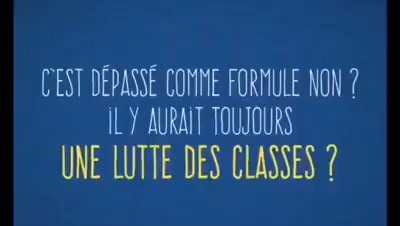 C'EST DÉPASSÉ COMME FORMULE NON ?
iL Y AURAIT TOUJOURS
UNE LUTTE DES CLASSES ?